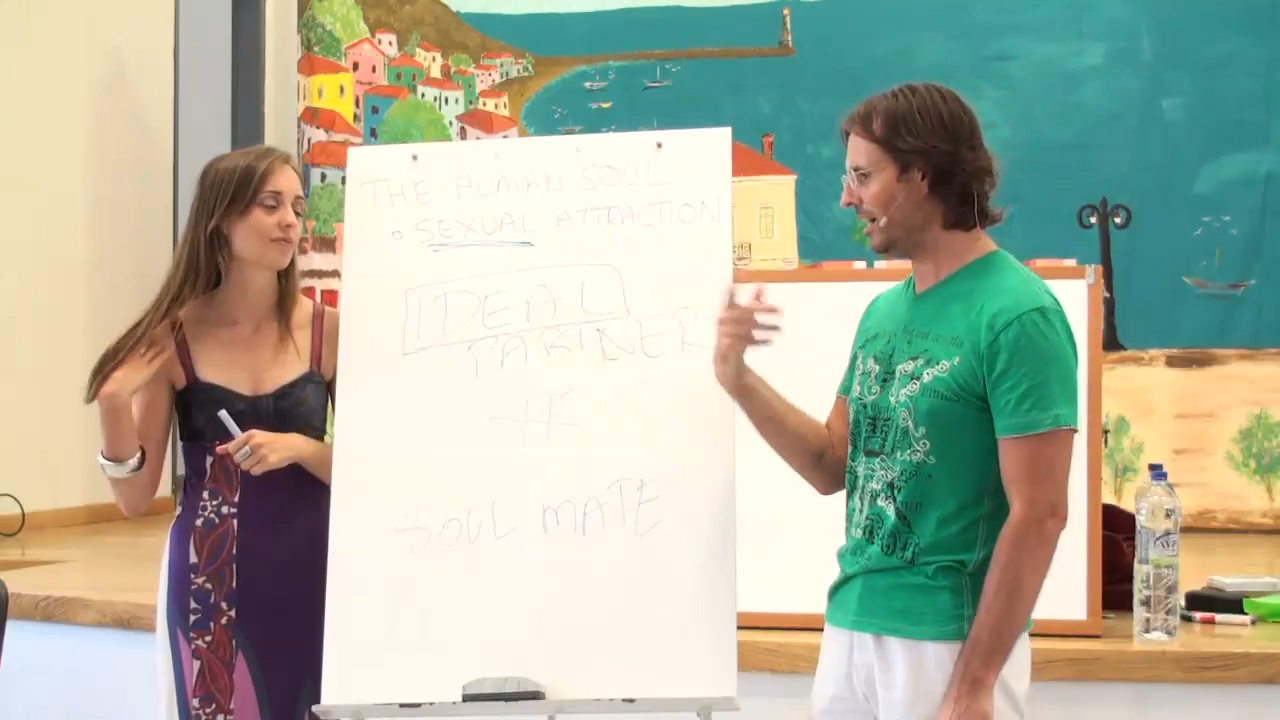 THE HUMAN SOUL
o SEXUAL ATTRACTION
IDEAL
PARTNER
≠
SOUL MATE